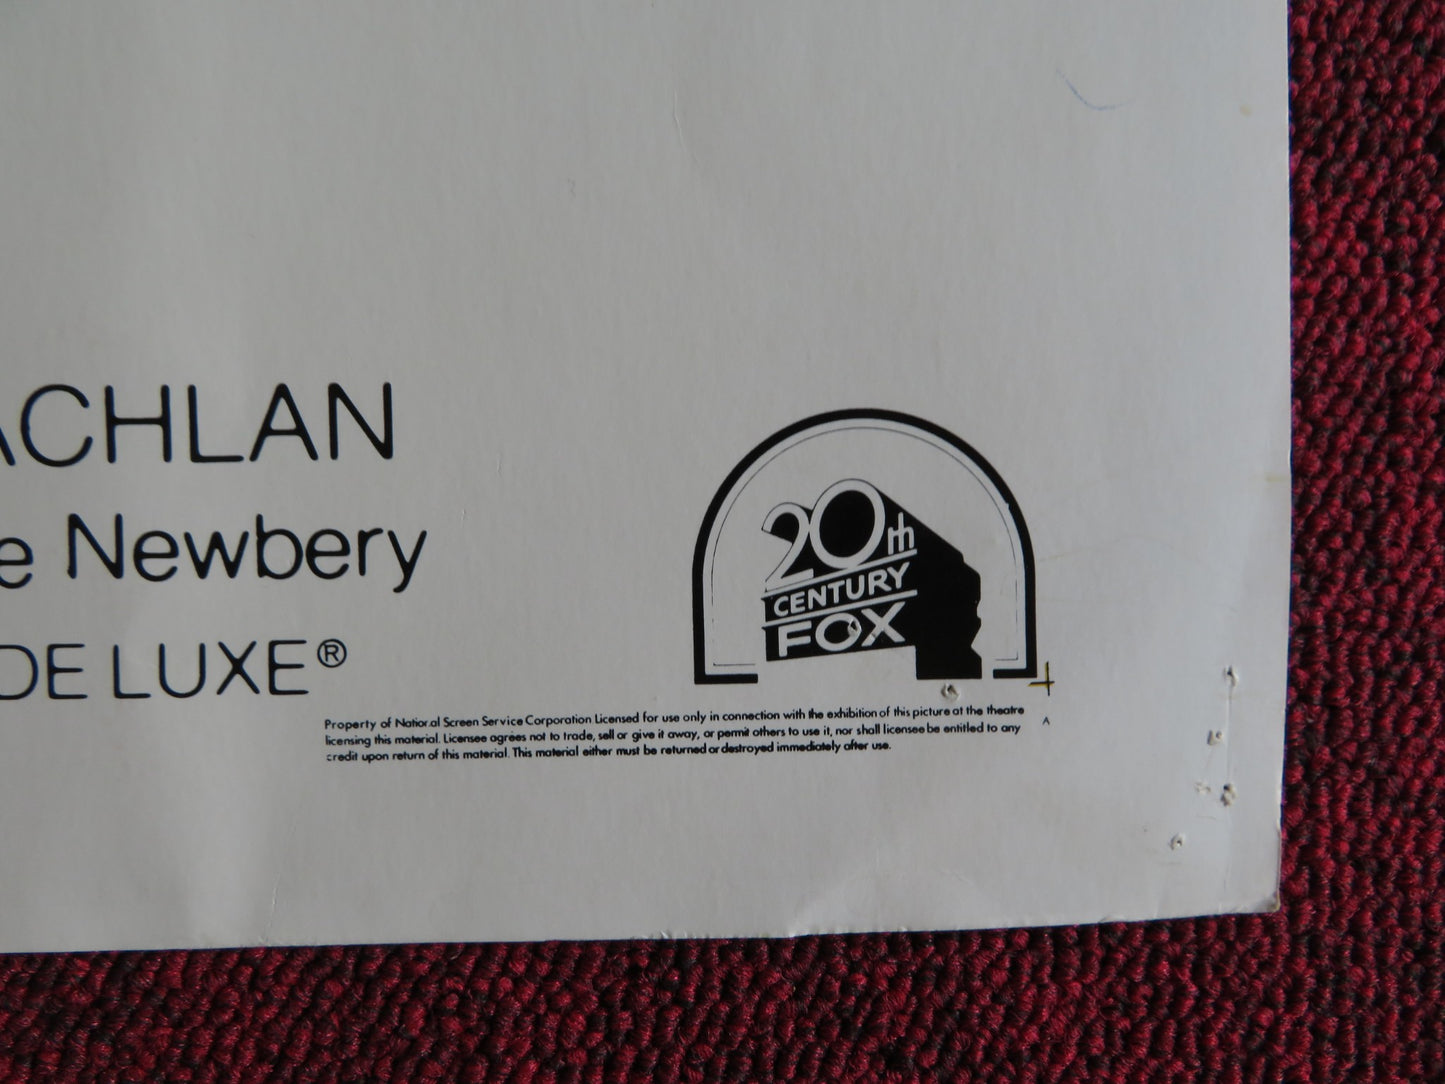 ACHLAN
e Newbery
DE LUXE®
20th
CENTURY
FOX
Property of National Screen Service Corporation Licensed for use only in connection with the exhibition of this picture at the theatre
licensing this material. Licensee agrees not to trade, sell or give it away, or permit others to use it, nor shall licensee be entitled to any
credit upon return of this material. This material either must be returned or destroyed immediately after use.
A